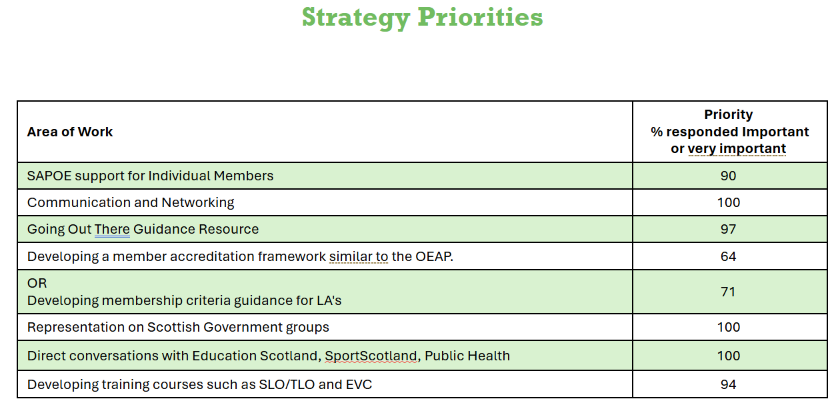 Strategy Priorities
Area of Work
Priority
% responded Important
or very important
SAPOE support for Individual Members
90
Communication and Networking
100
Going Out There Guidance Resource
97
Developing a member accreditation framework similar to the OEAP.
64
OR
Developing membership criteria guidance for LA's
71
Representation on Scottish Government groups
100
Direct conversations with Education Scotland, SportScotland, Public Health
100
Developing training courses such as SLO/TLO and EVC
94